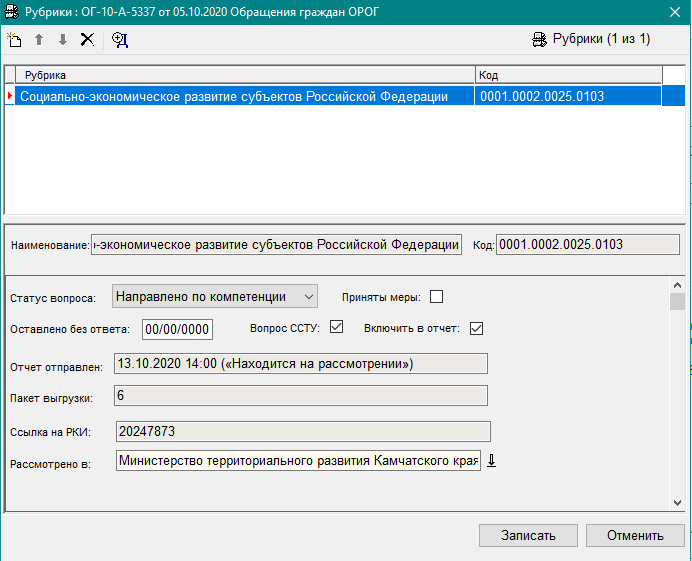 Рубрики : ОГ-10-А-5337 от 05.10.2020 Обращения граждан ОРОГ
Рубрики (1 из 1)
Рубрика Код
Социально-экономическое развитие субъектов Российской Федерации 0001.0002.0025.0103
Наименование: -экономическое развитие субъектов Российской Федерации Код: 0001.0002.0025.0103
Статус вопроса: Направлено по компетенции Приняты меры:
Оставлено без ответа: 00/00/0000 Вопрос ССТУ: Включить в отчет:
Отчет отправлен: 13.10.2020 14:00 («Находится на рассмотрении»)
Пакет выгрузки: 6
Ссылка на РКИ: 20247873
Рассмотрено в: Министерство территориального развития Камчатского края
Записать Отменить